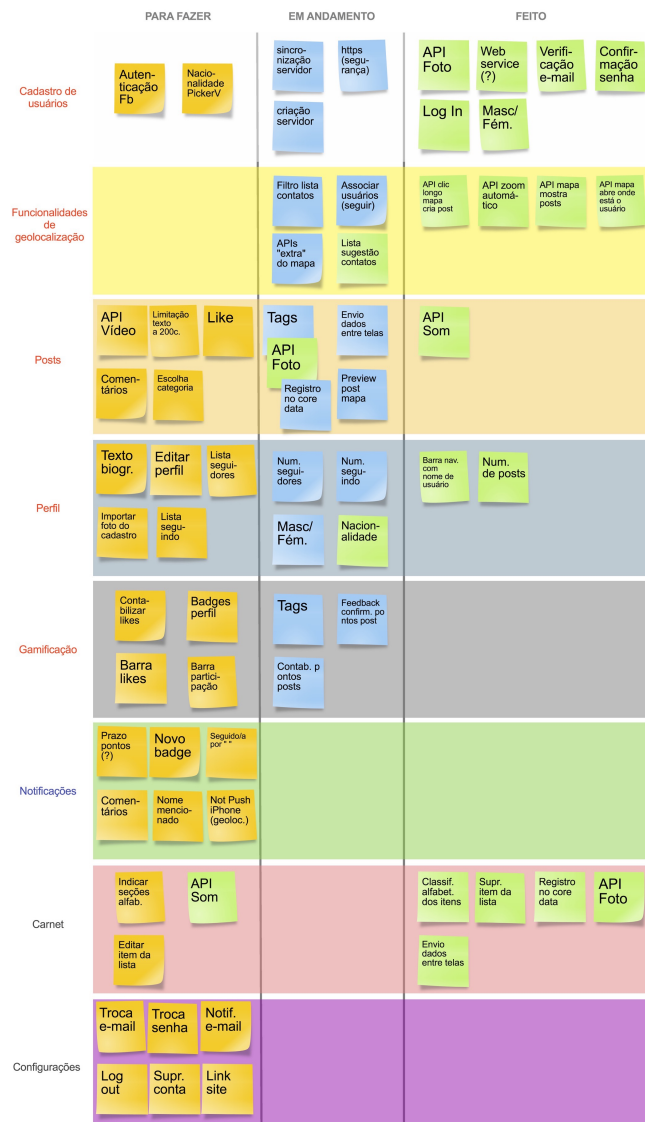 PARA FAZER
EM ANDAMENTO
FEITO
Cadastro de
usuários
Auten-
ticação
Fb
Nacio-
nalidade
PickerV
sincro-
nização
servidor
https
(segu-
rança)
criação
servidor
API
Foto
Web
service
(?)
Verifi-
cação
e-mail
Confir-
mação
senha
Log In
Masc/
Fém.
Funcionalidades
de
geolocalização
Filtro lista
contatos
Associar
usuários
(seguir)
APIs
"extra"
do mapa
Lista
sugestão
contatos
API clic
longo
mapa
cria post
API zoom
automá-
tico
API mapa
mostra
posts
API mapa
abre onde
está o
usuário
Posts
API
Vídeo
Limitação
texto
a 200c.
Like
Comen-
tários
Escolha
categoria
Tags
Envio
dados
entre telas
API
Foto
Registro
no core
data
Preview
post
mapa
API
Som
Perfil
Texto
biogr.
Editar
perfil
Lista
segui-
dores
Importar
foto do
cadastro
Lista
segu-
indo
Num.
segui-
dores
Num.
segu-
indo
Masc/
Fém.
Nacion-
alidade
Barra nav.
com
nome de
usuário
Num.
de posts
Gamificação
Conta-
bilizar
likes
Badges
perfil
Barra
likes
Barra
partici-
pação
Tags
Feedback
confirm. po
ntos post
Contab. p
ontos
posts
Notificações
Prazo
pontos
(?)
Novo
badge
Seguido/a
por " "
Comen-
tários
Nome
mencio-
nado
Not Push
iPhone
(geoloc.)
Carnet
Indicar
seções
alfab.
API
Som
Editar
item da
lista
Classif.
alfabet.
dos itens
Supr.
item da
lista
Registro
no core
data
API
Foto
Envio
dados
entre telas
Configurações
Troca
e-mail
Troca
senha
Notif.
e-mail
Log
out
Supr.
conta
Link
site